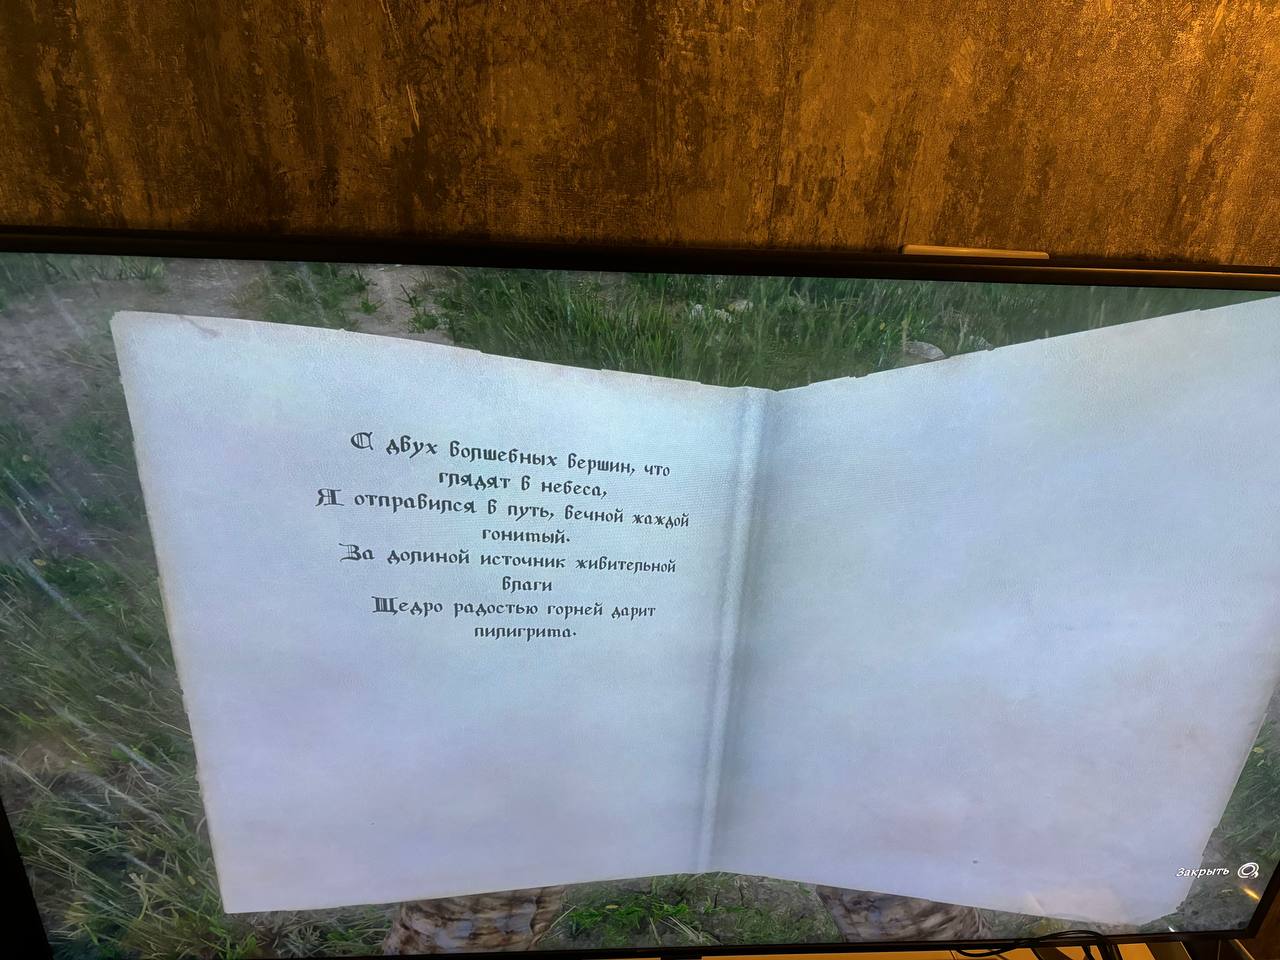 С двух волшебных вершин, что
глядят в небеса,
Я отправился в путь, вечной жаждой
гонимый.
За долиной источник живительной
влаги
Щедро радостью горней дарит
пилигрима.
Закрыть